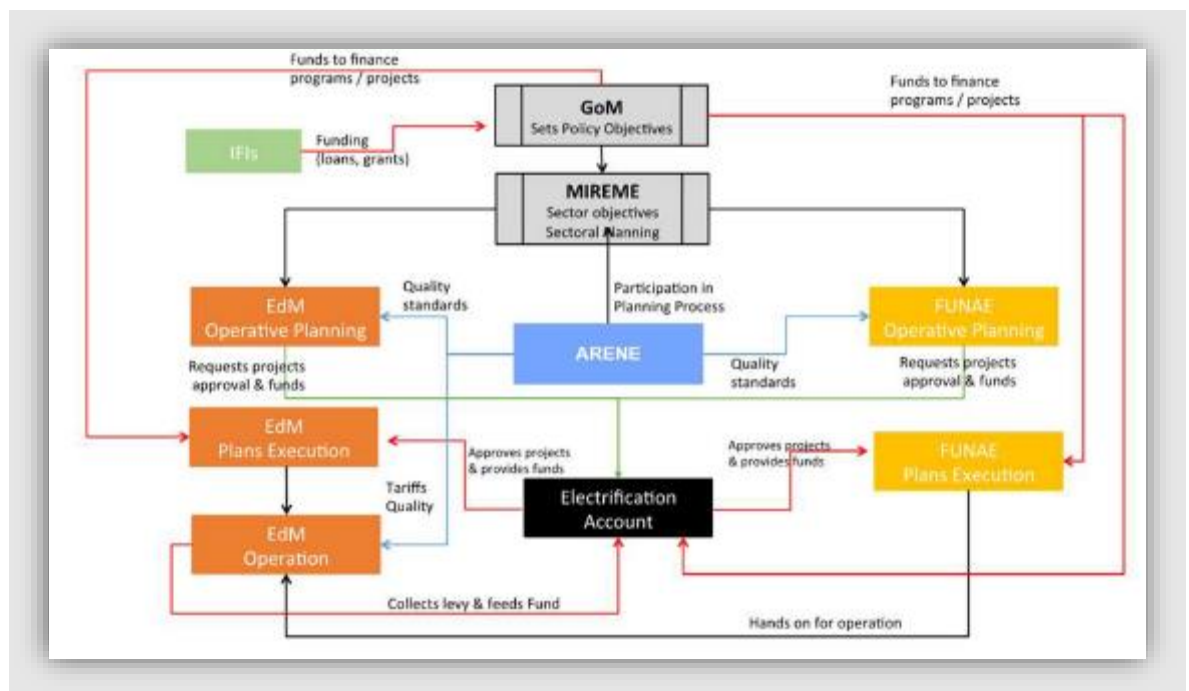 Funds to finance
programs / projects
Funds to finance
programs / projects
GoM
Sets Policy Objectives
IFIs
Funding
(loans, grants)
MIREME
Sector objectives
Sectoral Planning
Quality
standards
Participation in
Planning Process
EdM
Operative Planning
FUNAE
Operative Planning
ARENE
Requests projects
approval & funds
Quality
standards
Requests projects
approval & funds
EdM
Plans Execution
Approves projects
& provides funds
Approves projects
& provides funds
FUNAE
Plans Execution
Tariffs
Quality
Electrification
Account
EdM
Operation
Collects levy & feeds Fund
Hands on for operation